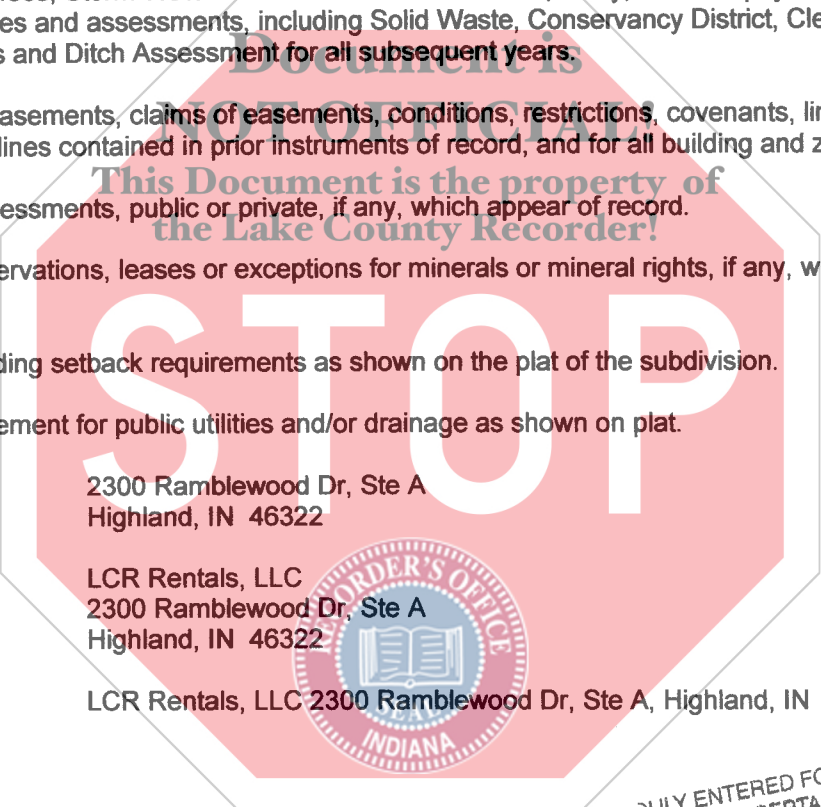 es and assessments, including Solid Waste, Conservancy District, Cle
s and Ditch Assessment for all subsequent years.
Document is
asements, claims of easements, conditions, restrictions, covenants, lin
NOT OFFICIAL!
lines contained in prior instruments of record, and for all building and z
This Document is the property of
essments, public or private, if any, which appear of record.
the Lake County Recorder!
ervations, leases or exceptions for minerals or mineral rights, if any, w
STOP
ding setback requirements as shown on the plat of the subdivision.
ement for public utilities and/or drainage as shown on plat.
2300 Ramblewood Dr, Ste A
Highland, IN 46322
LCR Rentals, LLC
2300 Ramblewood Dr, Ste A
Highland, IN 46322
RECORDER'S OFFICE
SEAL
INDIANA
LCR Rentals, LLC 2300 Ramblewood Dr, Ste A, Highland, IN
ENTERED FO